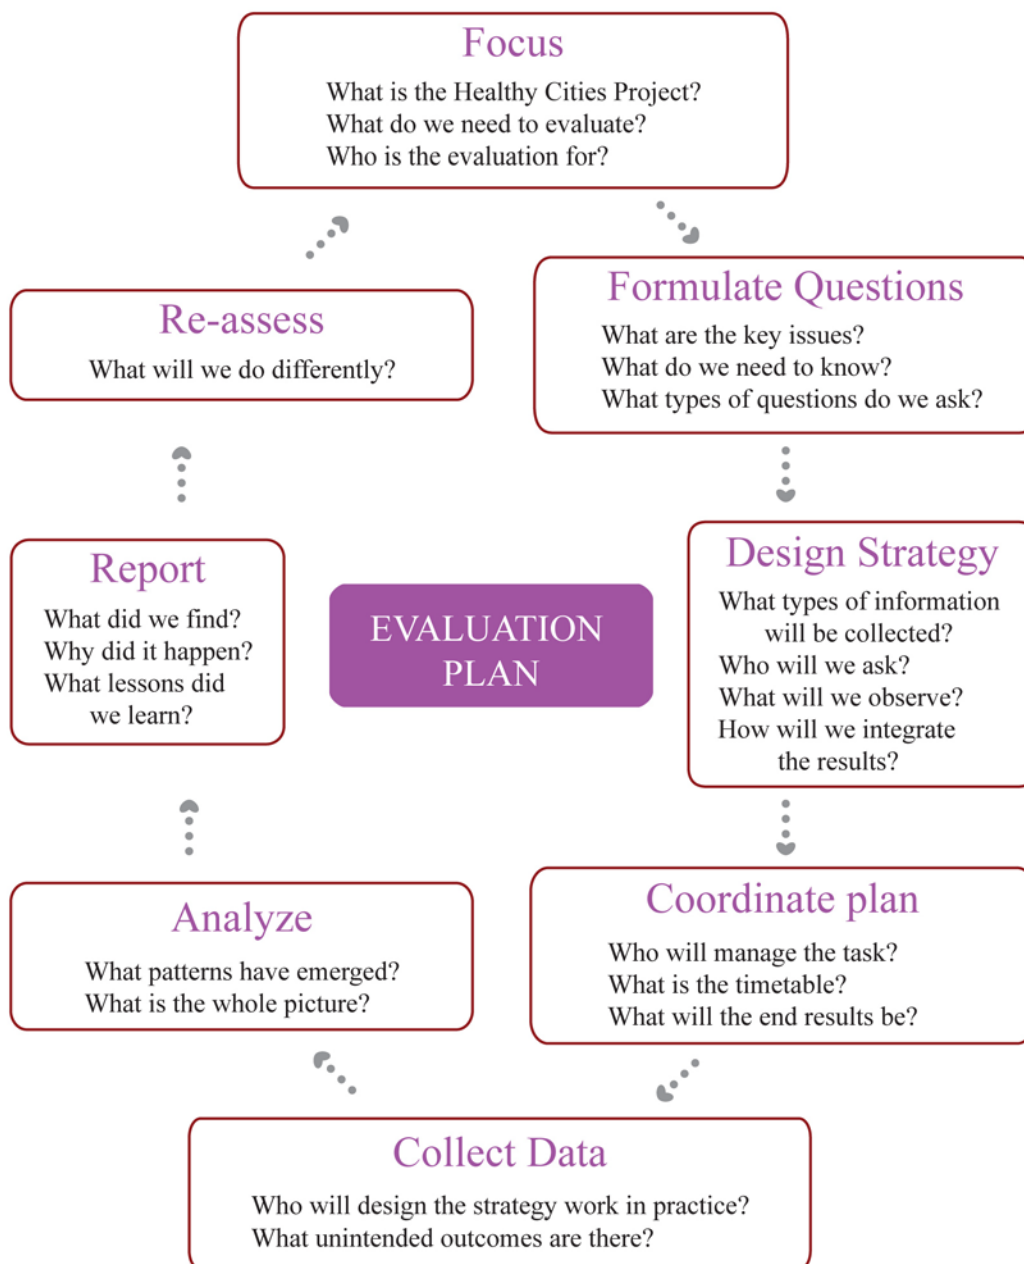 Focus
What is the Healthy Cities Project?
What do we need to evaluate?
Who is the evaluation for?
Formulate Questions
What are the key issues?
What do we need to know?
What types of questions do we ask?
Design Strategy
What types of information
will be collected?
Who will we ask?
What will we observe?
How will we integrate
the results?
Coordinate plan
Who will manage the task?
What is the timetable?
What will the end results be?
Collect Data
Who will design the strategy work in practice?
What unintended outcomes are there?
Analyze
What patterns have emerged?
What is the whole picture?
Report
What did we find?
Why did it happen?
What lessons did
we learn?
Re-assess
What will we do differently?
EVALUATION
PLAN